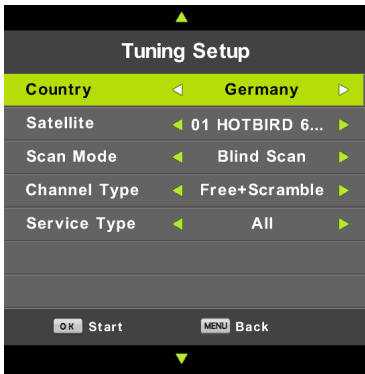 Tuning Setup
Country Germany
Satellite 01 HOTBIRD 6...
Scan Mode Blind Scan
Channel Type Free+Scramble
Service Type All
OK Start MENU Back